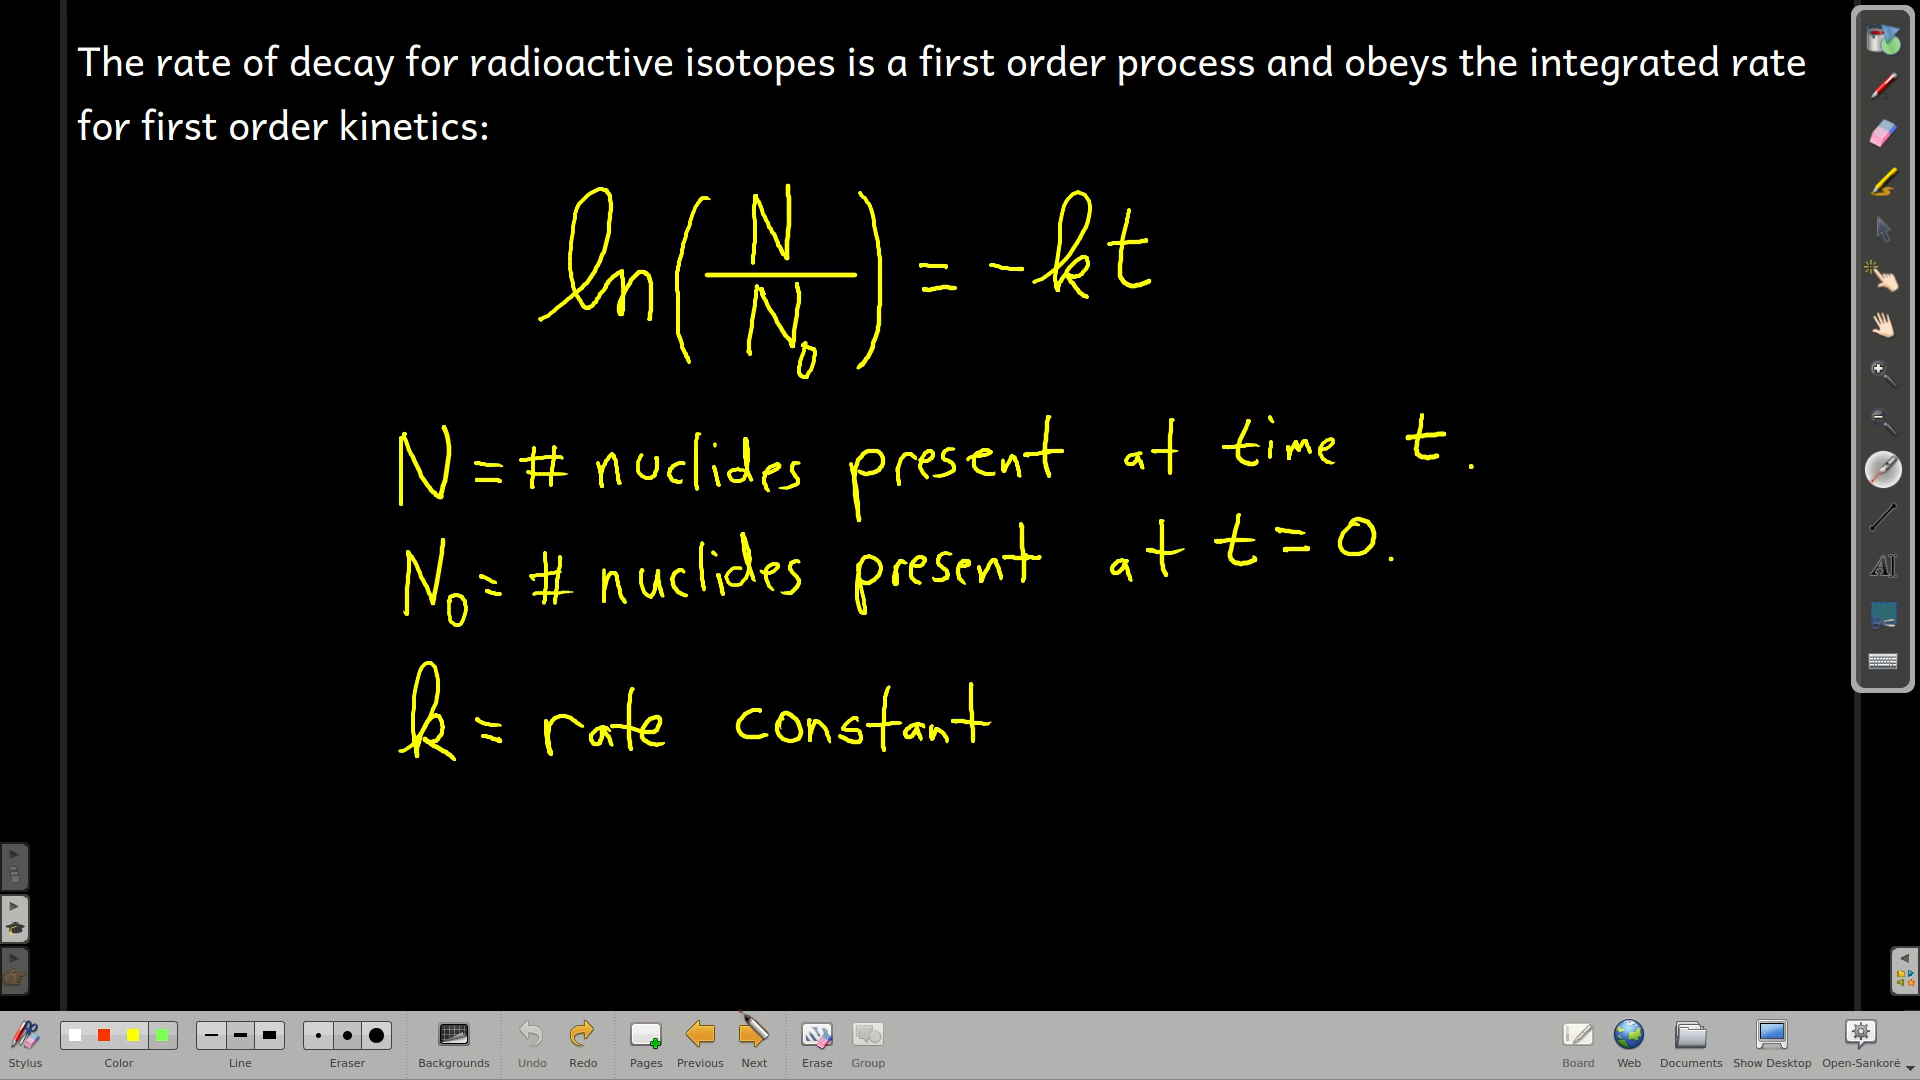 The rate of decay for radioactive isotopes is a first order process and obeys the integrated rate
for first order kinetics:
ln(N/N₀) = -kt
N = # nuclides present at time t.
N₀ = # nuclides present at t = 0.
k = rate constant
Stylus Color Line Eraser Backgrounds Undo Redo Pages Previous Next Erase Group Board Web Documents Show Desktop Open-Sankoré